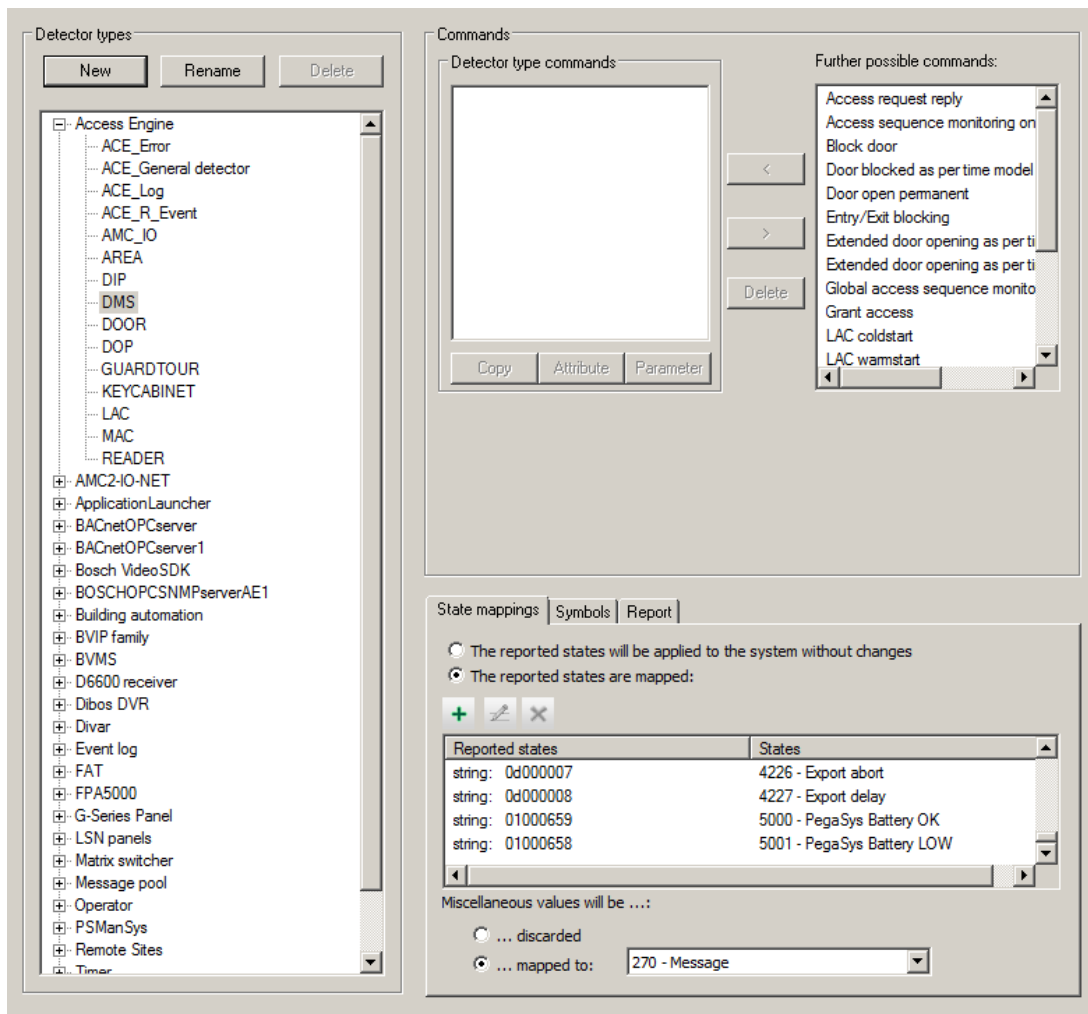 Detector types
New Rename Delete
Access Engine
ACE_Error
ACE_General detector
ACE_Log
ACE_R_Event
AMC_IO
AREA
DIP
DMS
DOOR
DOP
GUARDTOUR
KEYCABINET
LAC
MAC
READER
AMC2-IO-NET
ApplicationLauncher
BACnetOPCserver
BACnetOPCserver1
Bosch VideoSDK
BOSCHOPCSNMPserverAE1
Building automation
BVIP family
BVMS
D6600 receiver
Dibos DVR
Divar
Event log
FAT
FPA5000
G-Series Panel
LSN panels
Matrix switcher
Message pool
Operator
PSManSys
Remote Sites
Timer
Commands
Detector type commands
Copy Attribute Parameter
<
>
Delete
Further possible commands:
Access request reply
Access sequence monitoring on
Block door
Door blocked as per time model
Door open permanent
Entry/Exit blocking
Extended door opening as per ti
Extended door opening as per ti
Global access sequence monito
Grant access
LAC coldstart
LAC warmstart
State mappings Symbols Report
The reported states will be applied to the system without changes
The reported states are mapped:
Reported states States
string: 0d000007 4226 - Export abort
string: 0d000008 4227 - Export delay
string: 01000659 5000 - PegaSys Battery OK
string: 01000658 5001 - PegaSys Battery LOW
Miscellaneous values will be ...:
... discarded
... mapped to: 270 - Message